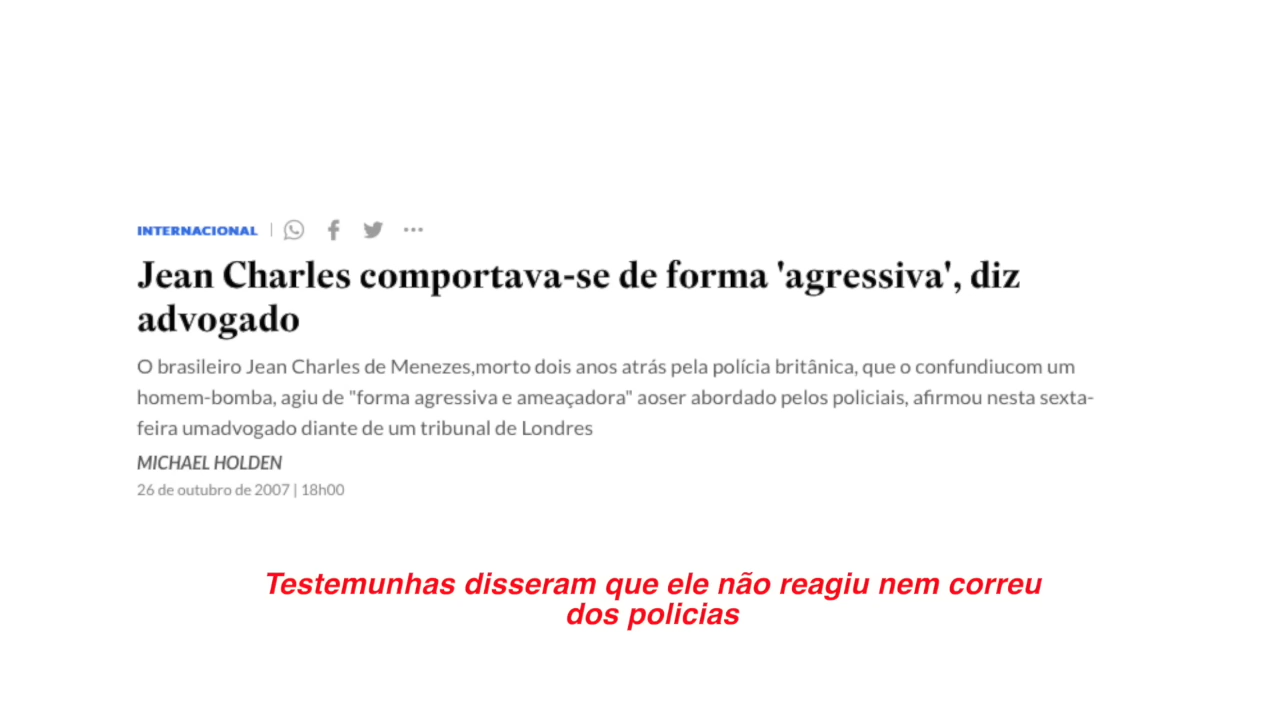 INTERNACIONAL
Jean Charles comportava-se de forma 'agressiva', diz
advogado
O brasileiro Jean Charles de Menezes,morto dois anos atrás pela polícia britânica, que o confundiucom um
homem-bomba, agiu de "forma agressiva e ameaçadora" aoser abordado pelos policiais, afirmou nesta sexta-
feira umadvogado diante de um tribunal de Londres
MICHAEL HOLDEN
26 de outubro de 2007 | 18h00
Testemunhas disseram que ele não reagiu nem correu
dos policias